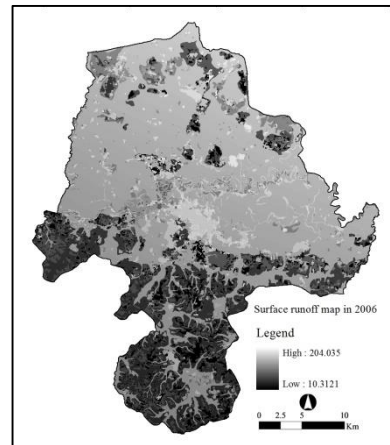 Surface runoff map in 2006
Legend
High : 204.035
Low : 10.3121
0 2.5 5 10
Km